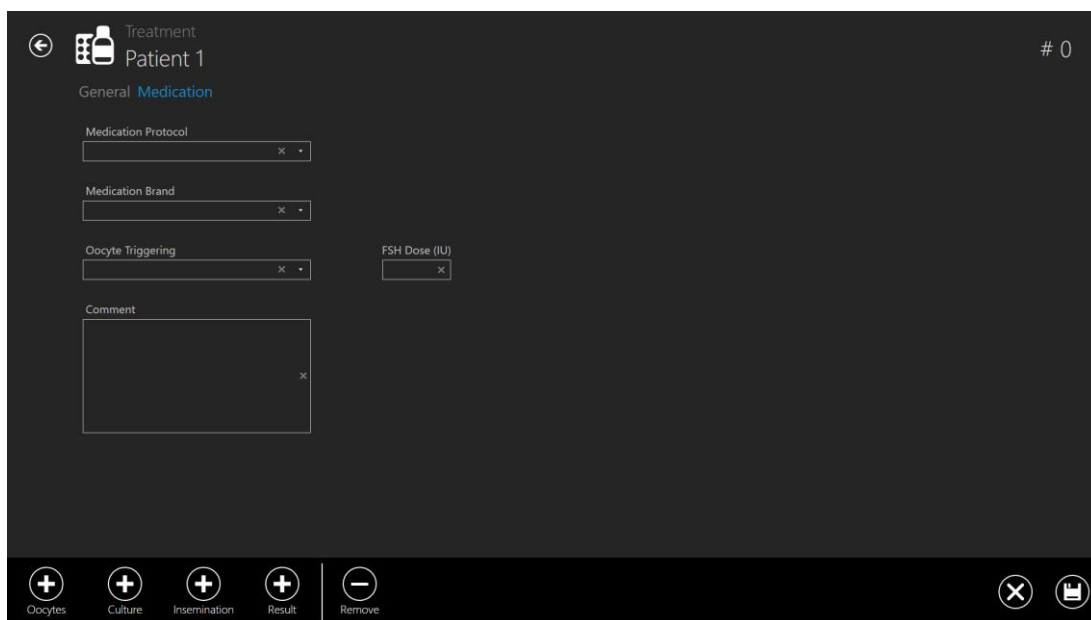 Treatment
Patient 1
# 0
General Medication
Medication Protocol
Medication Brand
Oocyte Triggering
FSH Dose (IU)
Comment
Oocytes
Culture
Insemination
Result
Remove